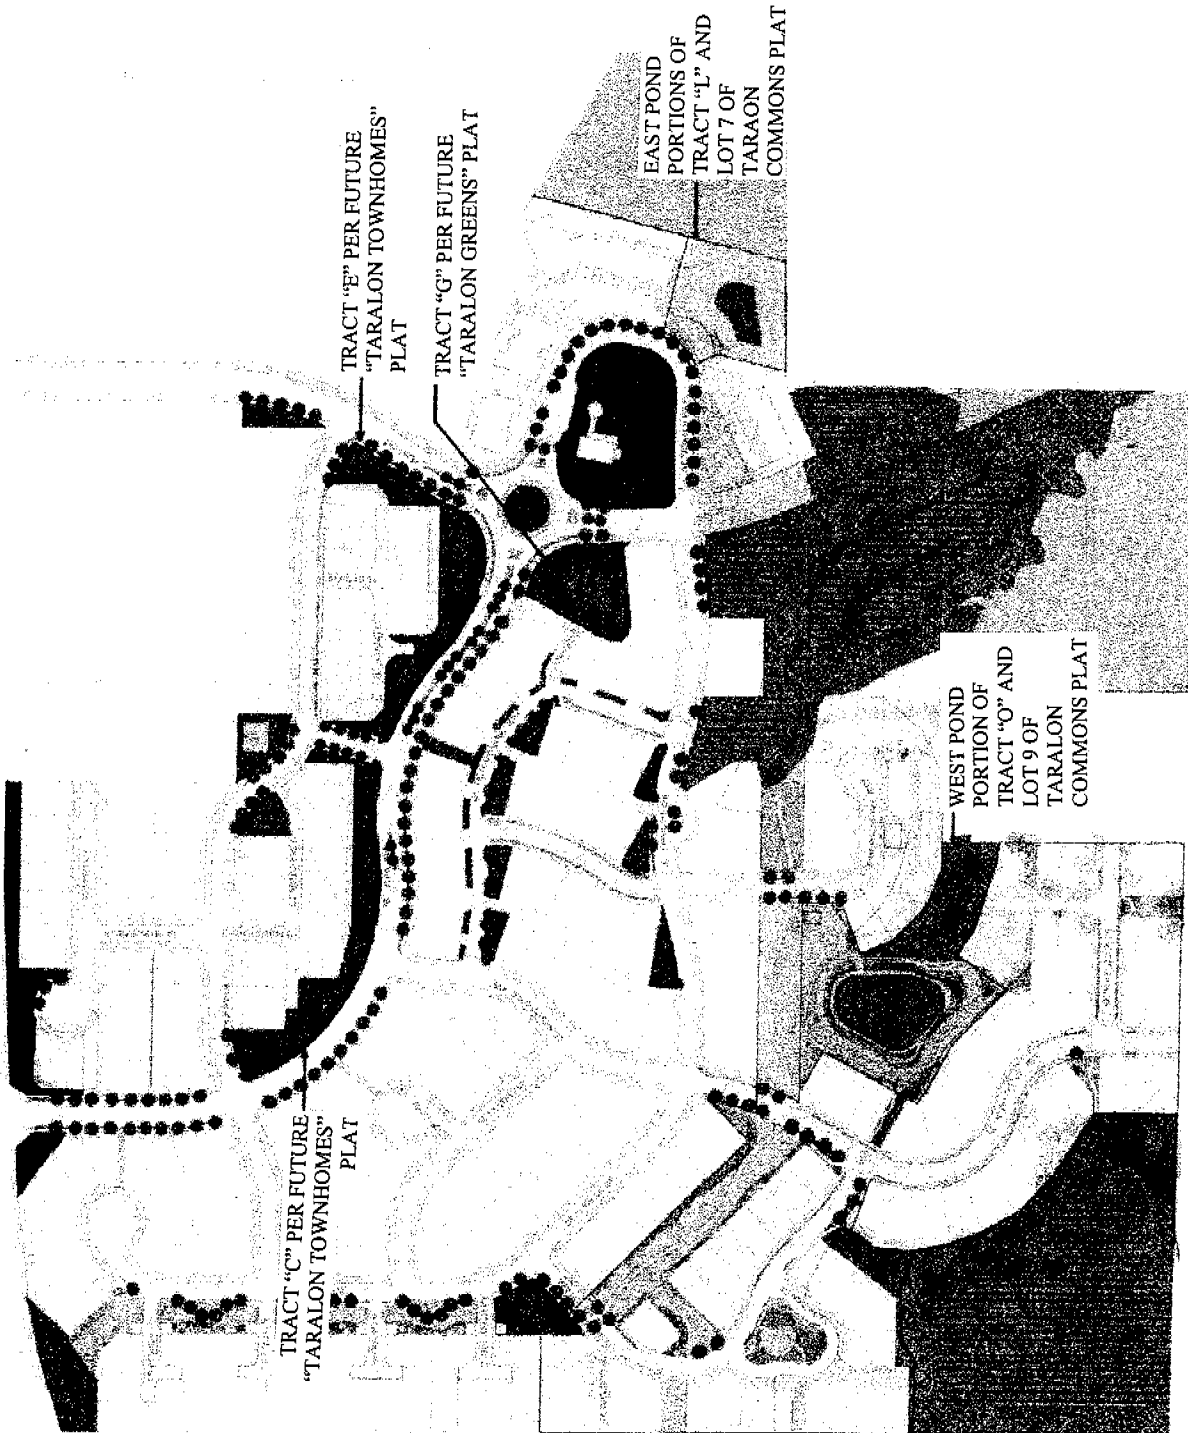 TRACT "E" PER FUTURE
"TARALON TOWNHOMES"
PLAT
TRACT "G" PER FUTURE
"TARALON GREENS" PLAT
EAST POND
PORTIONS OF
TRACT "L" AND
LOT 7 OF
TARAON
COMMONS PLAT
WEST POND
PORTION OF
TRACT "O" AND
LOT 9 OF
TARALON
COMMONS PLAT
TRACT "C" PER FUTURE
"TARALON TOWNHOMES"
PLAT